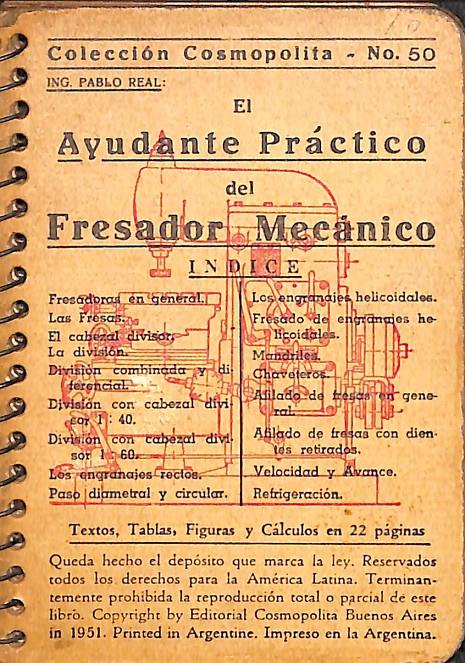 Colección Cosmopolita - No. 50
ING. PABLO REAL:
El
Ayudante Práctico
del
Fresador Mecánico
INDICE
Fresadoras en general.
Las Fresas.
El cabezal divisor.
La división.
División combinada y di-
ferencial.
División con cabezal divi-
sor 1 : 40.
División con cabezal divi-
sor 1 : 60.
Los engranajes rectos.
Paso diametral y circular.
Los engranajes helicoidales.
Fresado de engranajes he-
licoidales.
Mandriles.
Chaveteros.
Afilado de fresas en gene-
ral.
Afilado de fresas con dien-
tes retirados.
Velocidad y Avance.
Refrigeración.
Textos, Tablas, Figuras y Cálculos en 22 páginas
Queda hecho el depósito que marca la ley. Reservados
todos los derechos para la América Latina. Terminan-
temente prohibida la reproducción total o parcial de este
libro. Copyright by Editorial Cosmopolita Buenos Aires
in 1951. Printed in Argentine. Impreso en la Argentina.